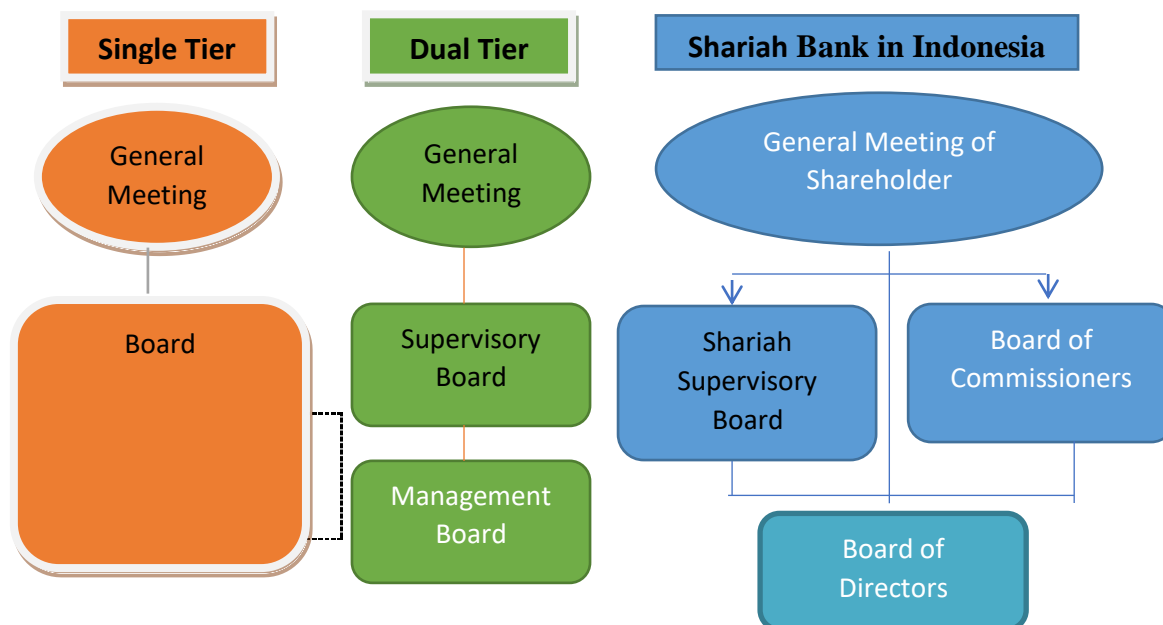 Single Tier
Dual Tier
Shariah Bank in Indonesia
General
Meeting
General
Meeting
General Meeting of
Shareholder
Board
Supervisory
Board
Shariah
Supervisory
Board
Board of
Commissioners
Management
Board
Board of
Directors